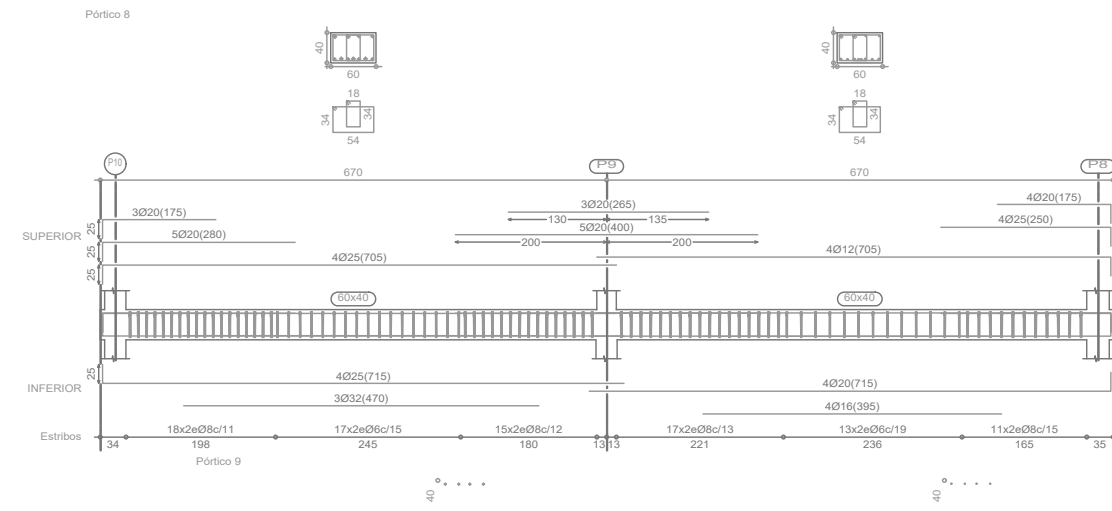 Pórtico 8
40
60
40
60
18
34
34
54
18
34
34
54
P10
P9
P8
670
670
4Ø20(175)
3Ø20(265)
3Ø20(175)
130
135
4Ø25(250)
25
SUPERIOR
5Ø20(400)
5Ø20(280)
200
200
25
4Ø12(705)
4Ø25(705)
25
60x40
60x40
25
4Ø25(715)
INFERIOR
4Ø20(715)
3Ø32(470)
4Ø16(395)
Estribos
18x2eØ8c/11
17x2eØ6c/15
15x2eØ8c/12
17x2eØ8c/13
13x2eØ6c/19
11x2eØ8c/15
34
198
245
180
13
13
221
236
165
35
Pórtico 9
40
40